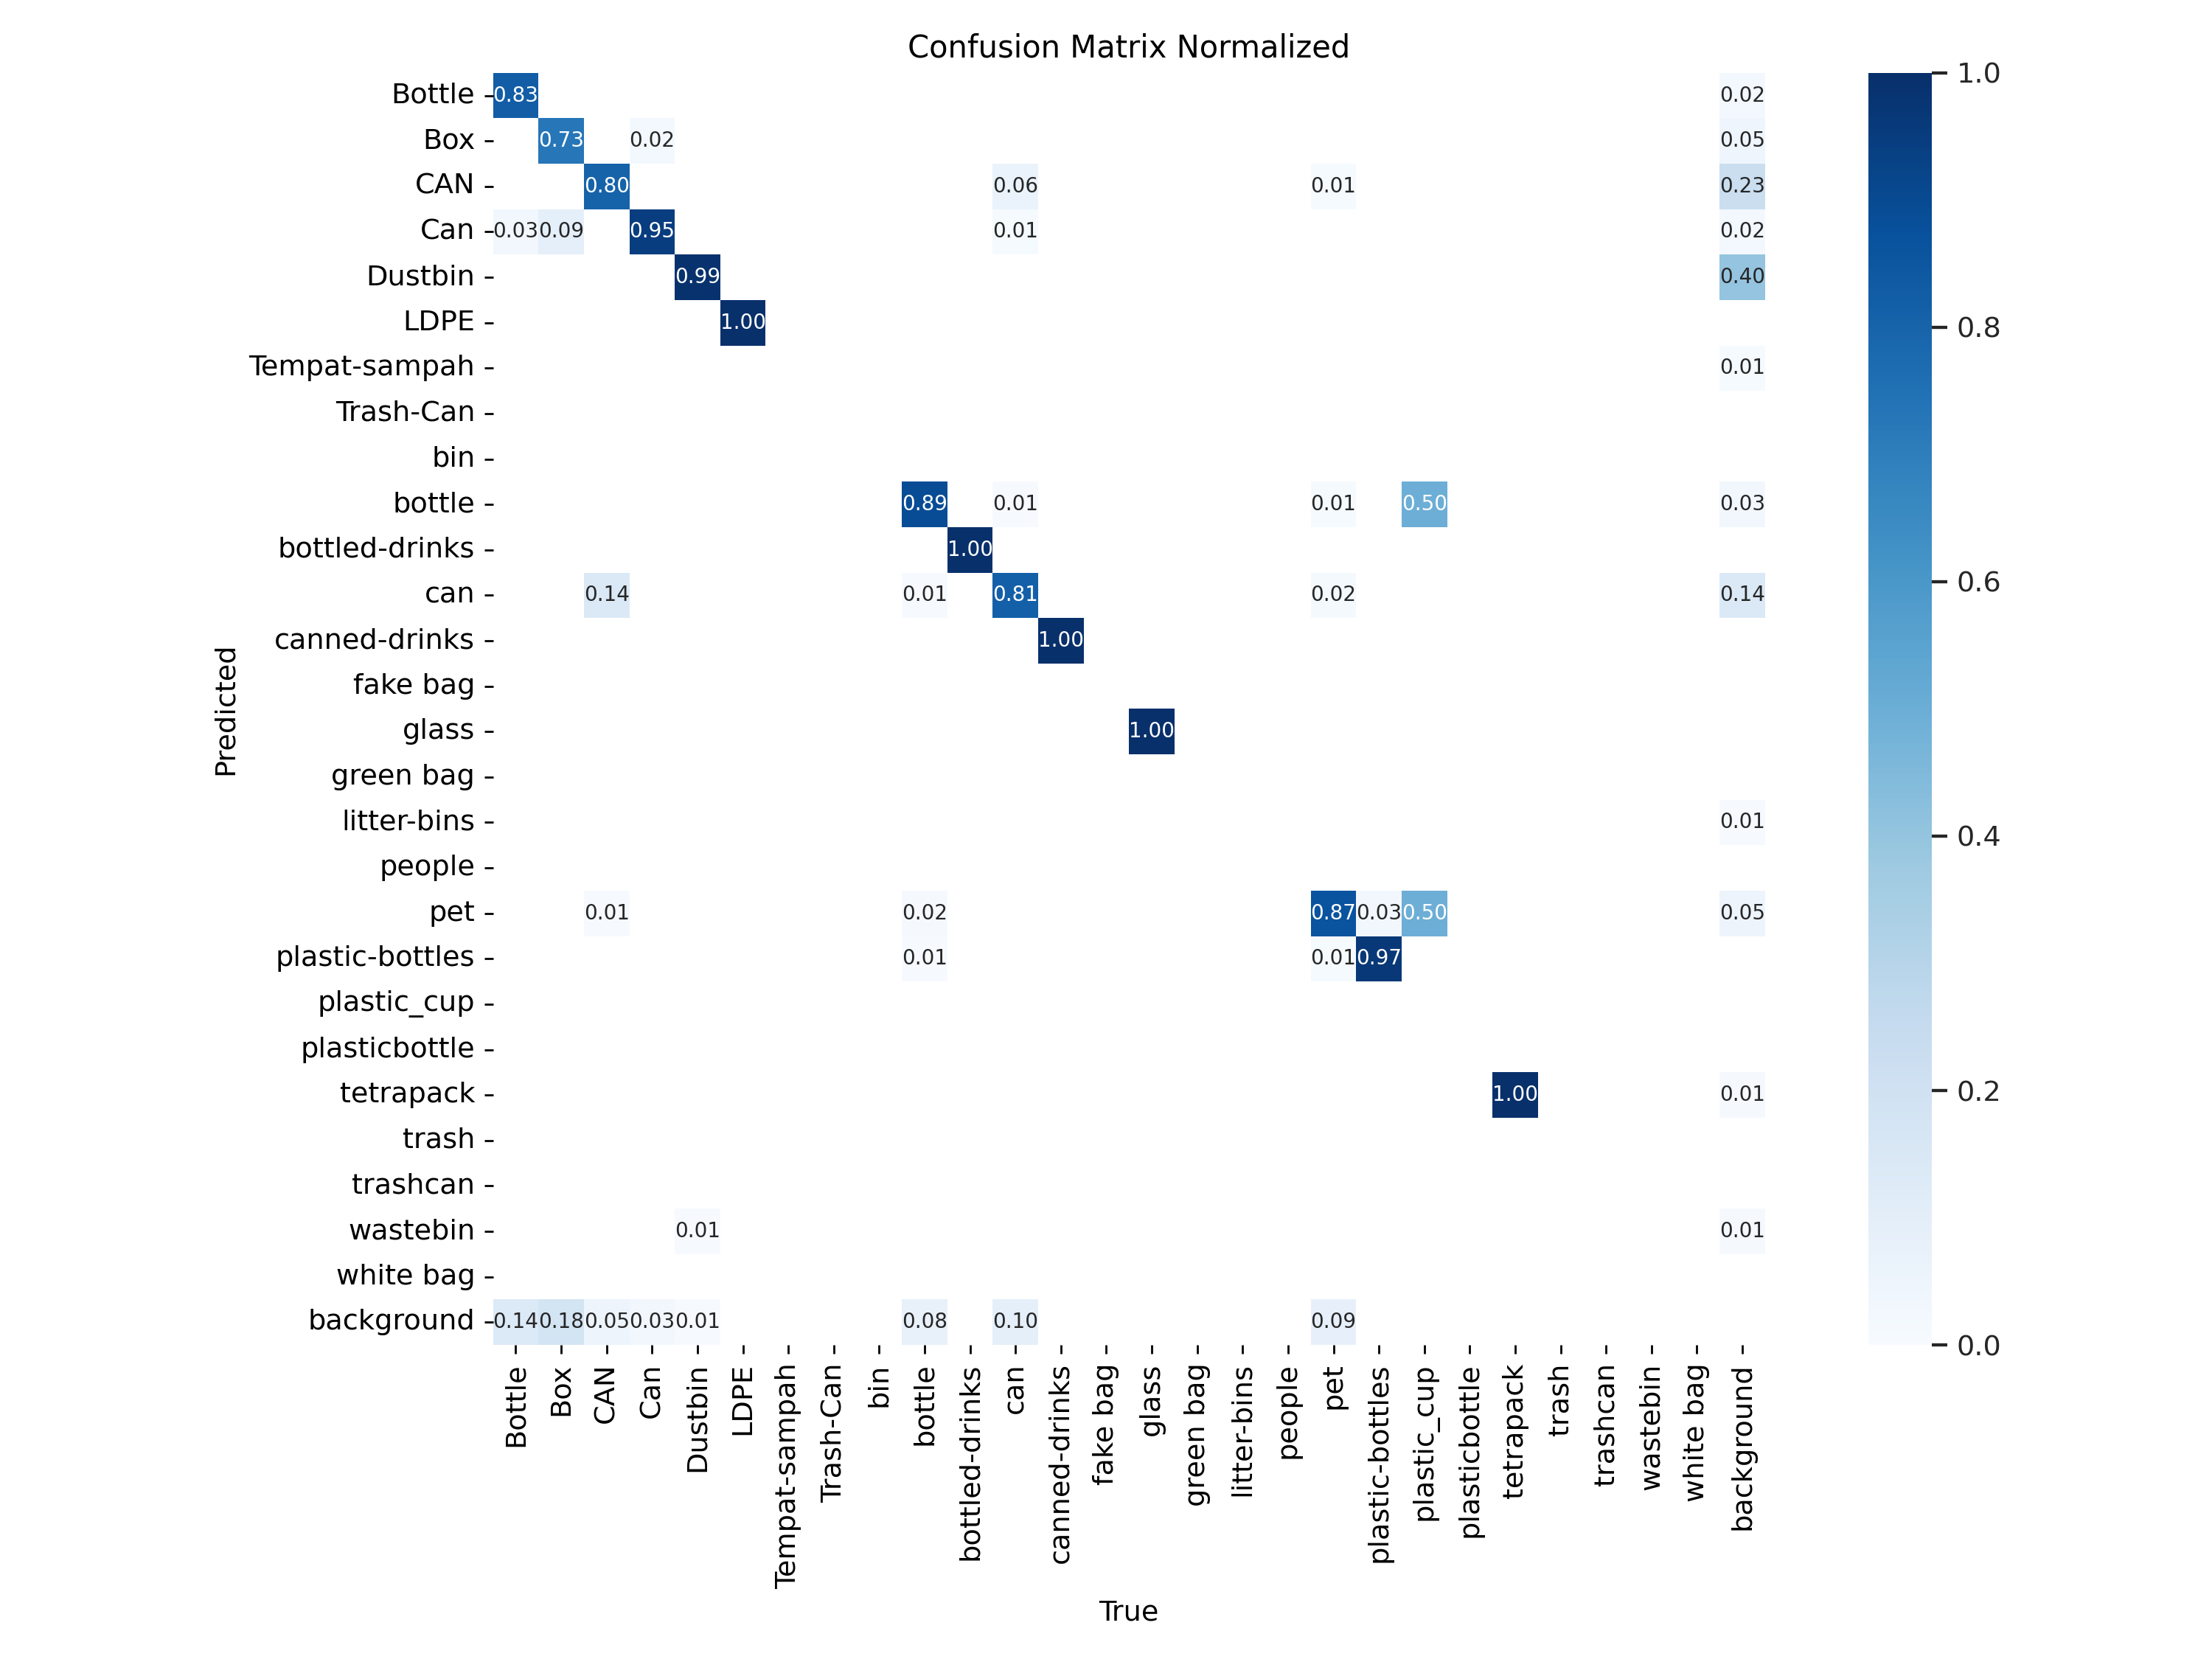 Confusion Matrix Normalized
Bottle 0.83 0.02
Box 0.73 0.02 0.05
CAN 0.80 0.06 0.01 0.23
Can 0.03 0.09 0.95 0.01 0.02
Dustbin 0.99 0.40
LDPE 1.00
Tempat-sampah 0.01
Trash-Can
bin
bottle 0.89 0.01 0.01 0.50 0.03
bottled-drinks 1.00
can 0.14 0.01 0.81 0.02 0.14
canned-drinks 1.00
fake bag
glass 1.00
green bag
litter-bins 0.01
people
pet 0.01 0.02 0.87 0.03 0.50 0.05
plastic-bottles 0.01 0.01 0.97
plastic_cup
plasticbottle
tetrapack 1.00 0.01
trash
trashcan
wastebin 0.01 0.01
white bag
background 0.14 0.18 0.05 0.03 0.01 0.08 0.10 0.09
Predicted
Bottle
Box
CAN
Can
Dustbin
LDPE
Tempat-sampah
Trash-Can
bin
bottle
bottled-drinks
can
canned-drinks
fake bag
glass
green bag
litter-bins
people
pet
plastic-bottles
plastic_cup
plasticbottle
tetrapack
trash
trashcan
wastebin
white bag
background
True
1.0
0.8
0.6
0.4
0.2
0.0